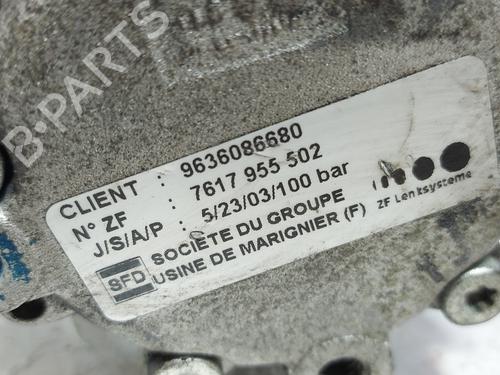 B-PARTS
CLIENT : 9636086680
N° ZF : 7617 955 502
J/S/A/P : 5/23/03/100 bar
SFD SOCIÉTÉ DU GROUPE
USINE DE MARIGNIER (F)
ZF Lenksysteme